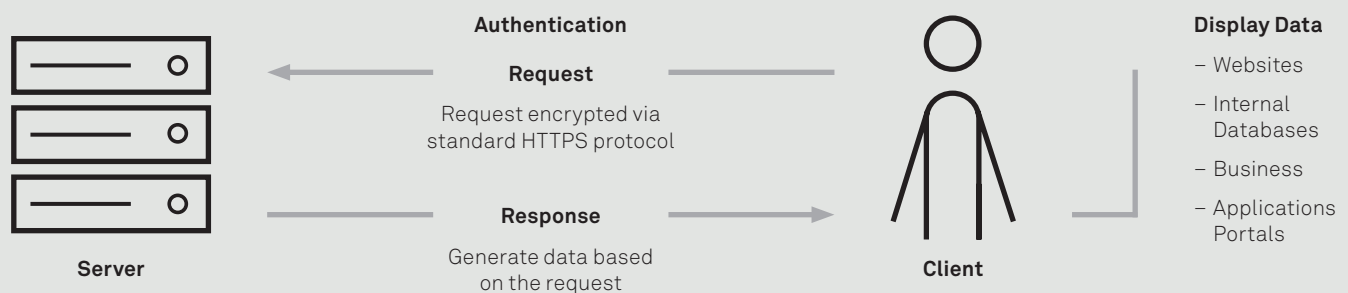 Authentication
Request
Request encrypted via
standard HTTPS protocol
Response
Generate data based
on the request
Server
Client
Display Data
– Websites
– Internal
Databases
– Business
– Applications
Portals